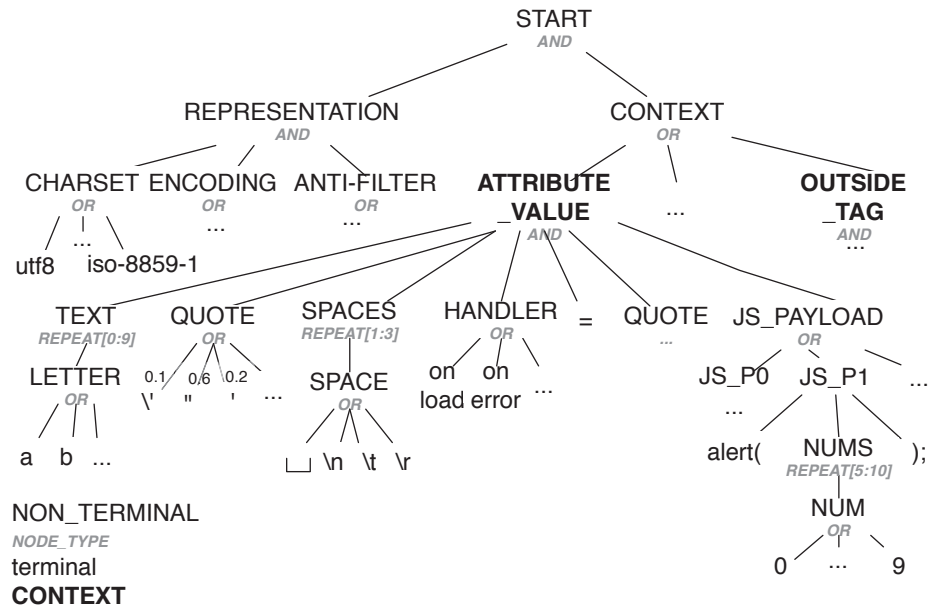 START
AND
REPRESENTATION CONTEXT
AND OR
CHARSET ENCODING ANTI-FILTER ATTRIBUTE OUTSIDE
OR OR OR _VALUE ... _TAG
... ... ... AND AND
utf8 iso-8859-1 ...
TEXT QUOTE SPACES HANDLER = QUOTE JS_PAYLOAD
REPEAT[0:9] OR REPEAT[1:3] OR ... OR
LETTER 0.1 0.6 0.2 SPACE on on ... JS_P0 JS_P1 ...
OR \' " ' ... OR load error ...
a b ... ␣ \n \t \r alert( NUMS );
REPEAT[5:10]
NON_TERMINAL NUM
NODE_TYPE OR
terminal 0 ... 9
CONTEXT